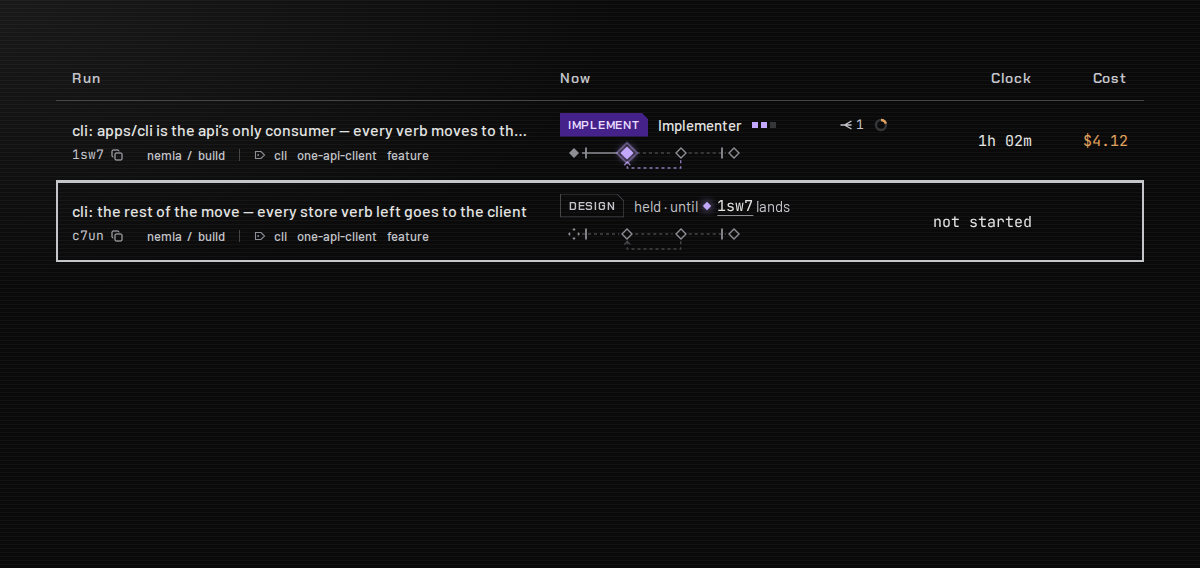 Run Now Clock Cost
cli: apps/cli is the api's only consumer — every verb moves to th...
IMPLEMENT Implementer 1
1h 02m $4.12
1sw7 nemla / build cli one-api-client feature
cli: the rest of the move — every store verb left goes to the client
DESIGN held · until 1sw7 lands
not started
c7un nemla / build cli one-api-client feature